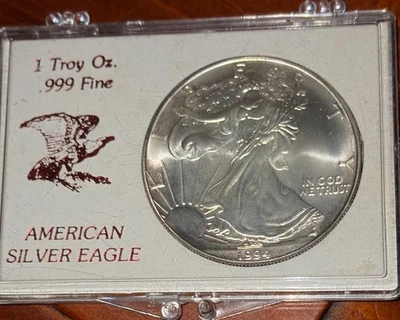 1 Troy Oz.
.999 Fine
AMERICAN
SILVER EAGLE
LIBERTY
IN GOD
WE TRUST
1994